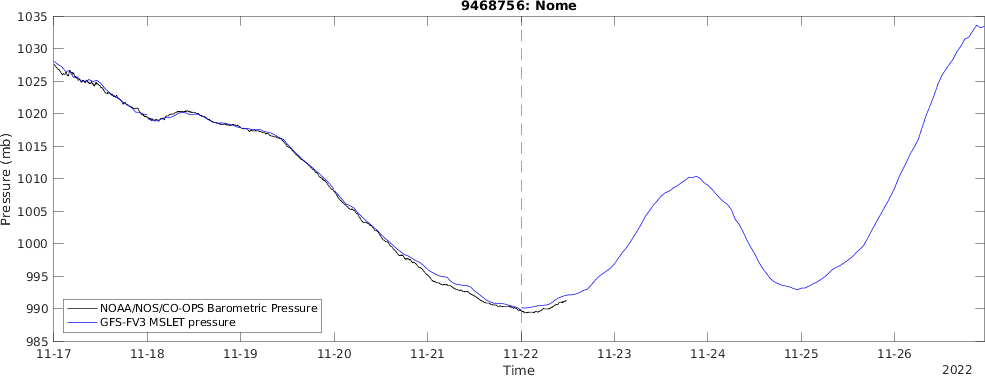 9468756: Nome
1035
1030
1025
1020
1015
1010
1005
1000
995
990
985
Pressure (mb)
NOAA/NOS/CO-OPS Barometric Pressure
GFS-FV3 MSLET pressure
11-17 11-18 11-19 11-20 11-21 11-22 11-23 11-24 11-25 11-26
Time
2022